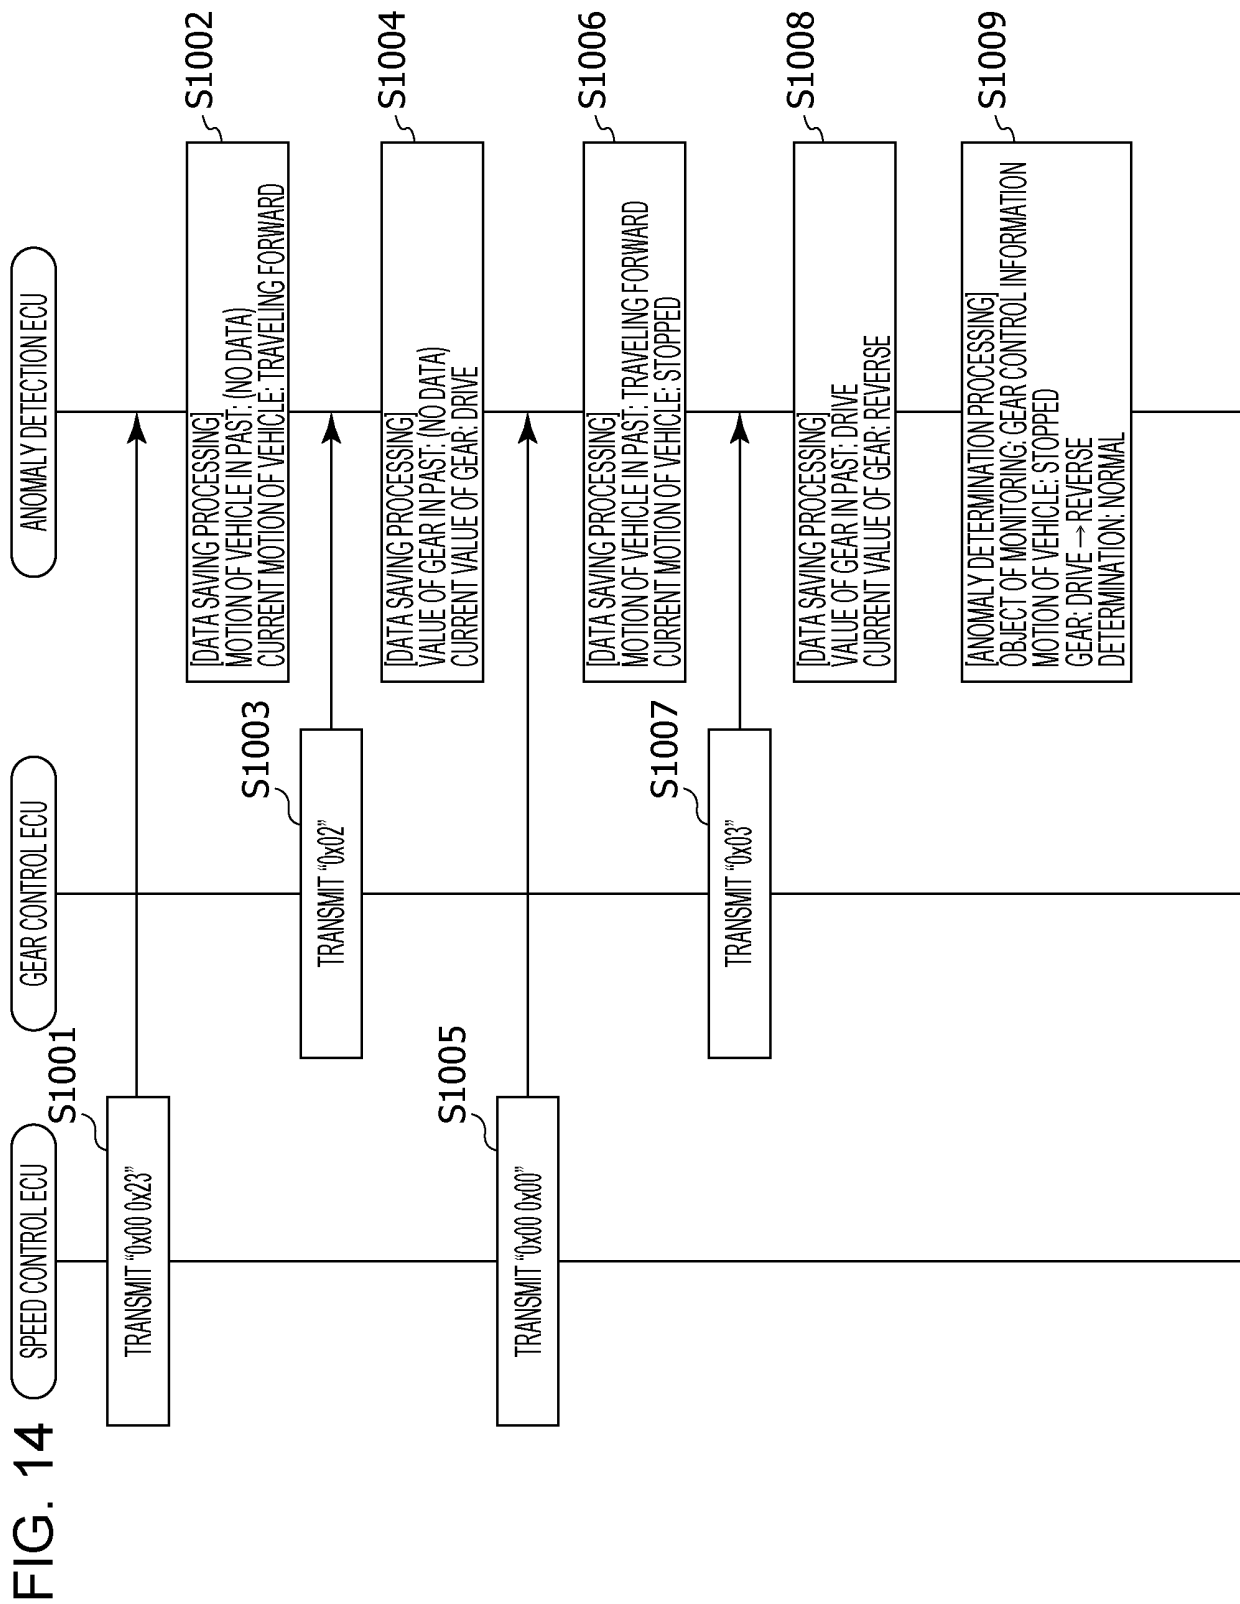 FIG. 14
SPEED CONTROL ECU
GEAR CONTROL ECU
ANOMALY DETECTION ECU
S1001
TRANSMIT “0x00 0x23”
S1002
[DATA SAVING PROCESSING]
MOTION OF VEHICLE IN PAST: (NO DATA)
CURRENT MOTION OF VEHICLE: TRAVELING FORWARD
S1003
TRANSMIT “0x02”
S1004
[DATA SAVING PROCESSING]
VALUE OF GEAR IN PAST: (NO DATA)
CURRENT VALUE OF GEAR: DRIVE
S1005
TRANSMIT “0x00 0x00”
S1006
[DATA SAVING PROCESSING]
MOTION OF VEHICLE IN PAST: TRAVELING FORWARD
CURRENT MOTION OF VEHICLE: STOPPED
S1007
TRANSMIT “0x03”
S1008
[DATA SAVING PROCESSING]
VALUE OF GEAR IN PAST: DRIVE
CURRENT VALUE OF GEAR: REVERSE
S1009
[ANOMALY DETERMINATION PROCESSING]
OBJECT OF MONITORING: GEAR CONTROL INFORMATION
MOTION OF VEHICLE: STOPPED
GEAR: DRIVE → REVERSE
DETERMINATION: NORMAL